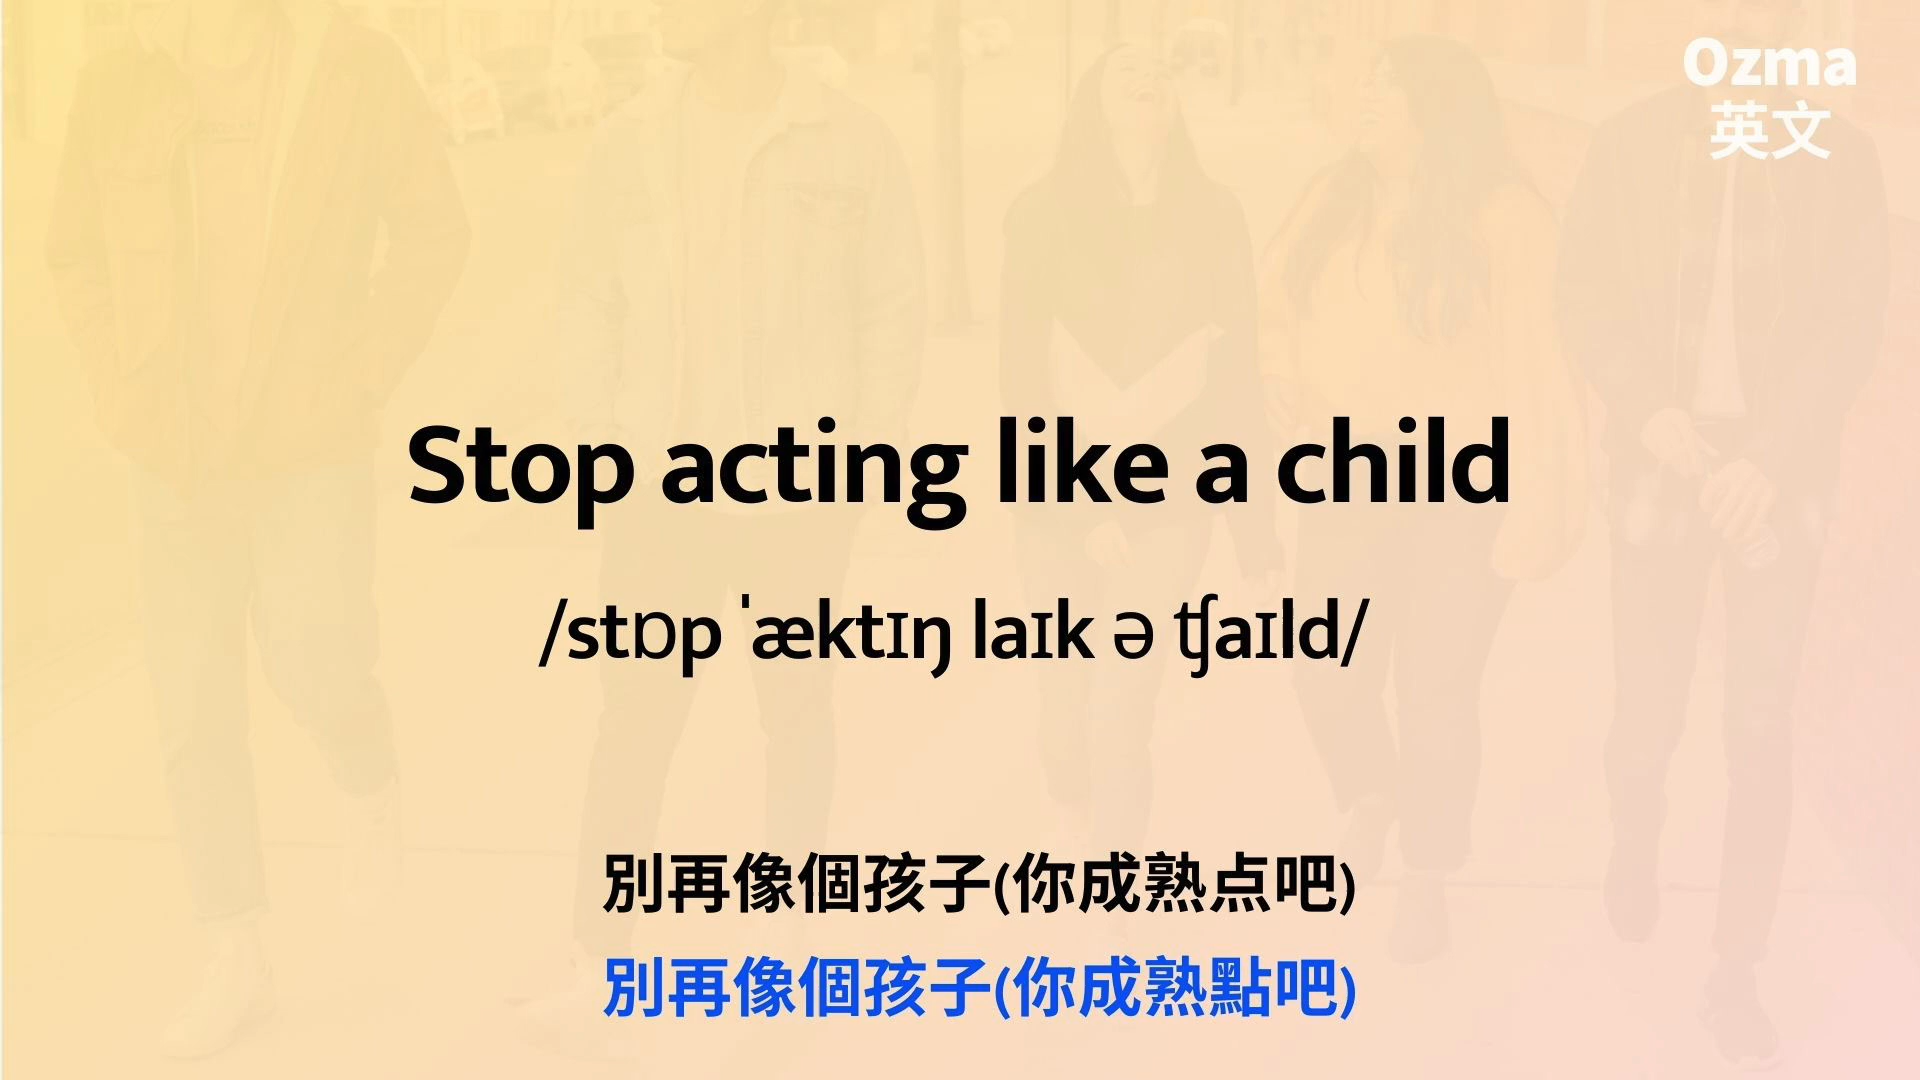 Ozma
英文
Stop acting like a child
/stɒp ˈæktɪŋ laɪk ə ʧaɪld/
別再像個孩子(你成熟点吧)
別再像個孩子(你成熟點吧)